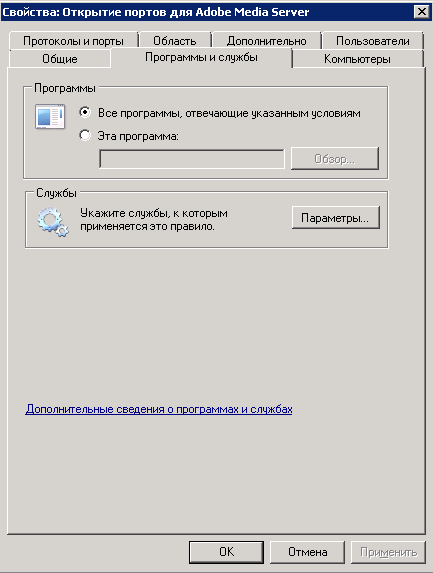 Свойства: Открытие портов для Adobe Media Server
Протоколы и порты Область Дополнительно Пользователи
Общие Программы и службы Компьютеры
Программы
Все программы, отвечающие указанным условиям
Эта программа:
Обзор...
Службы
Укажите службы, к которым
применяется это правило.
Параметры...
Дополнительные сведения о программах и службах
OK Отмена Применить